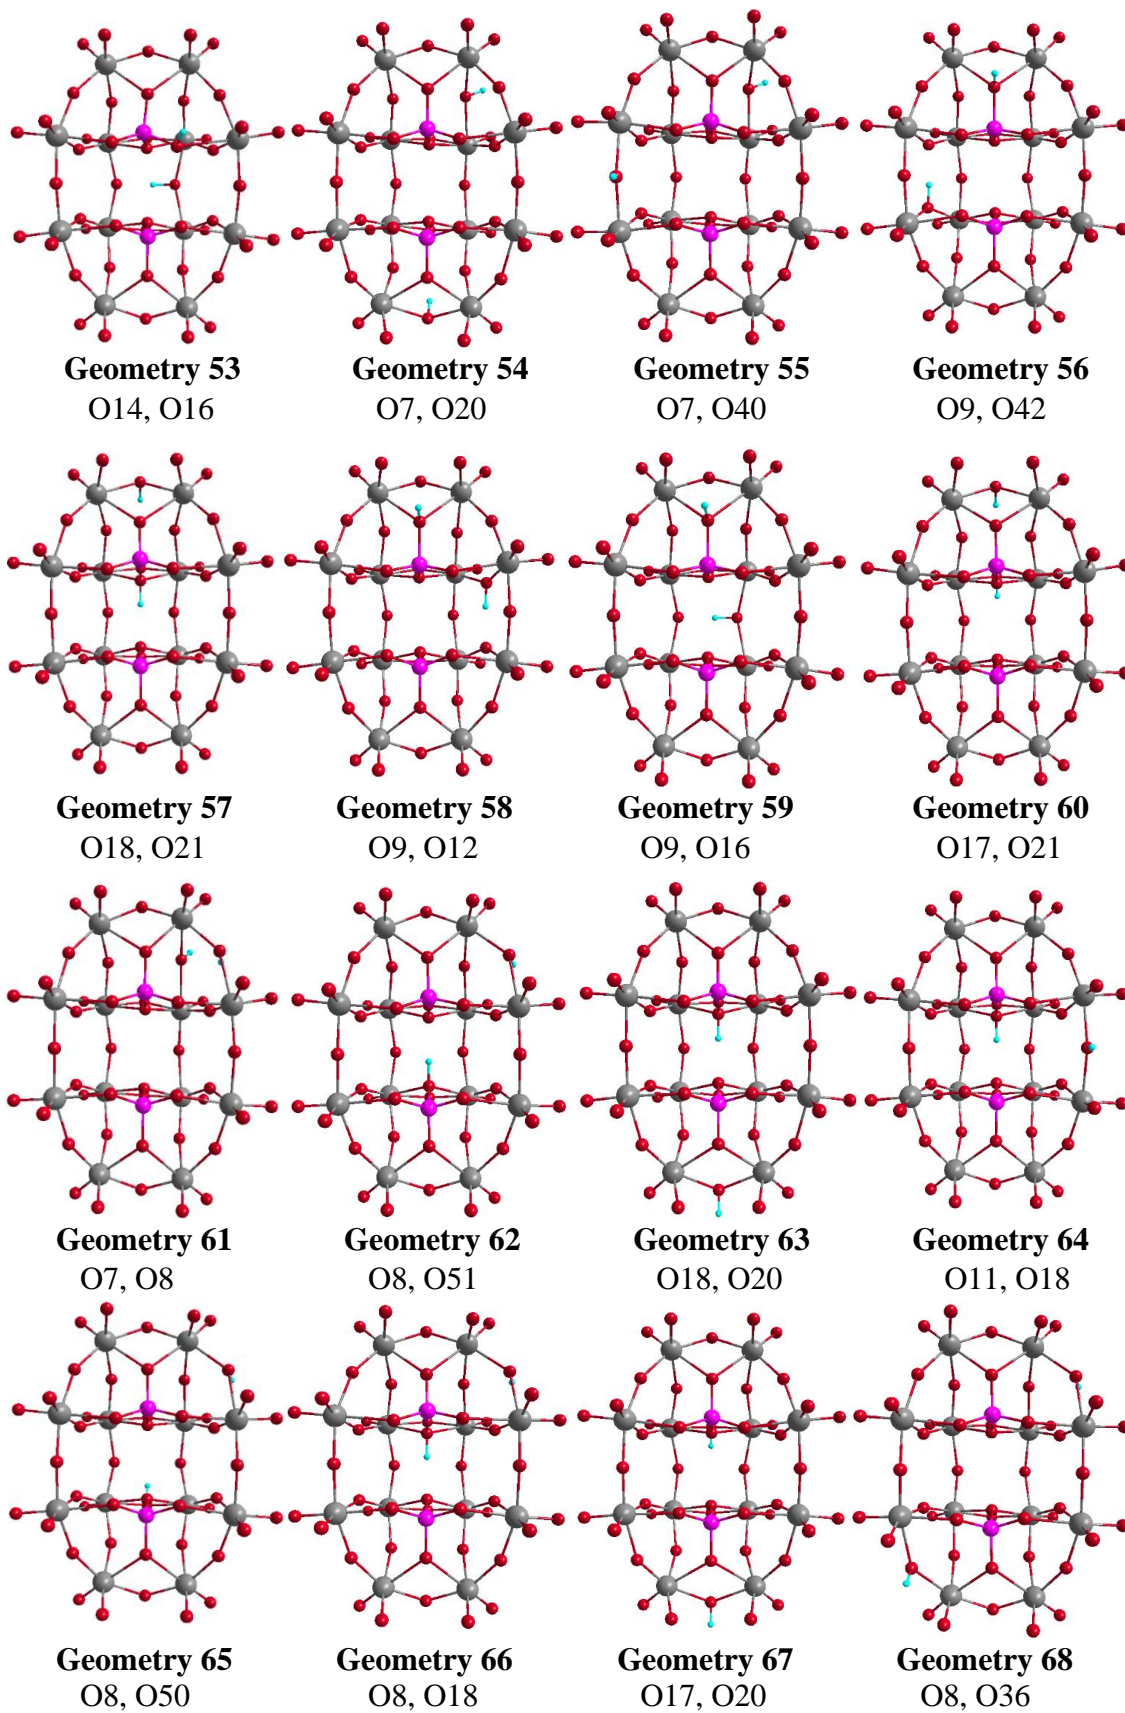 Geometry 53 Geometry 54 Geometry 55 Geometry 56
O14, O16 O7, O20 O7, O40 O9, O42
Geometry 57 Geometry 58 Geometry 59 Geometry 60
O18, O21 O9, O12 O9, O16 O17, O21
Geometry 61 Geometry 62 Geometry 63 Geometry 64
O7, O8 O8, O51 O18, O20 O11, O18
Geometry 65 Geometry 66 Geometry 67 Geometry 68
O8, O50 O8, O18 O17, O20 O8, O36